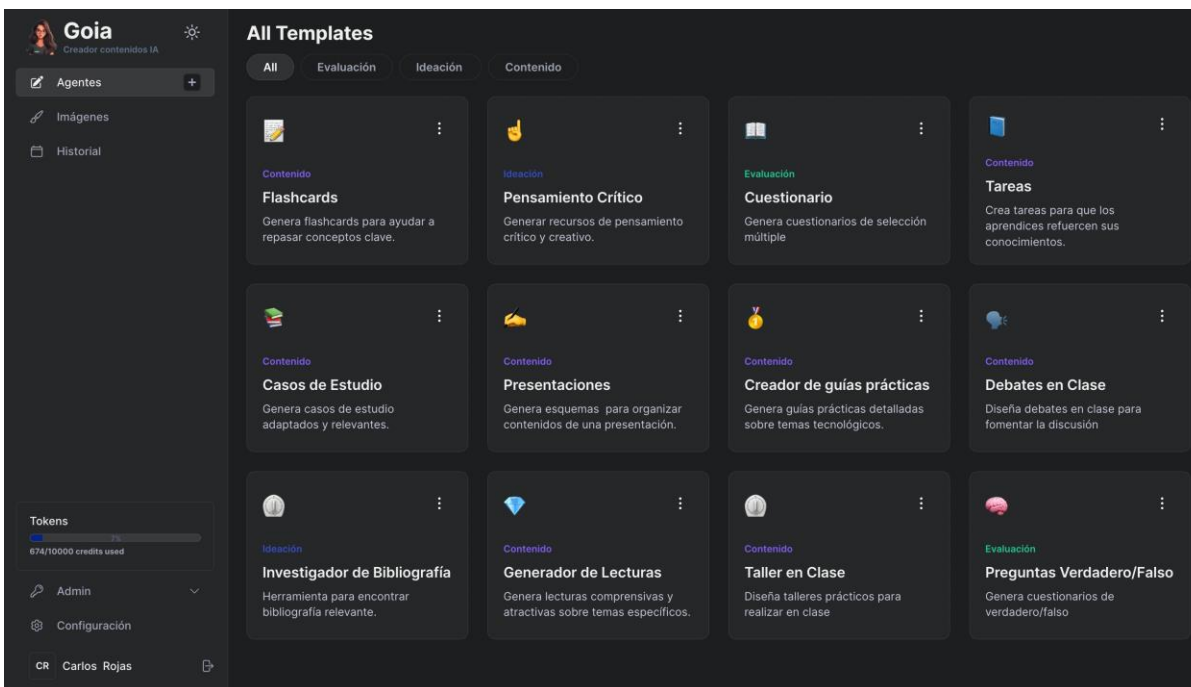 Goia
Creador contenidos IA
Agentes
+
Imágenes
Historial
Tokens
7%
674/10000 credits used
Admin
Configuración
CR Carlos Rojas
All Templates
All Evaluación Ideación Contenido
Contenido
Flashcards
Genera flashcards para ayudar a
repasar conceptos clave.
Ideación
Pensamiento Crítico
Generar recursos de pensamiento
crítico y creativo.
Evaluación
Cuestionario
Genera cuestionarios de selección
múltiple
Contenido
Tareas
Crea tareas para que los
aprendices refuercen sus
conocimientos.
Contenido
Casos de Estudio
Genera casos de estudio
adaptados y relevantes.
Contenido
Presentaciones
Genera esquemas para organizar
contenidos de una presentación.
Contenido
Creador de guías prácticas
Genera guías prácticas detalladas
sobre temas tecnológicos.
Contenido
Debates en Clase
Diseña debates en clase para
fomentar la discusión
Ideación
Investigador de Bibliografía
Herramienta para encontrar
bibliografía relevante.
Contenido
Generador de Lecturas
Genera lecturas comprensivas y
atractivas sobre temas específicos.
Contenido
Taller en Clase
Diseña talleres prácticos para
realizar en clase
Evaluación
Preguntas Verdadero/Falso
Genera cuestionarios de
verdadero/falso